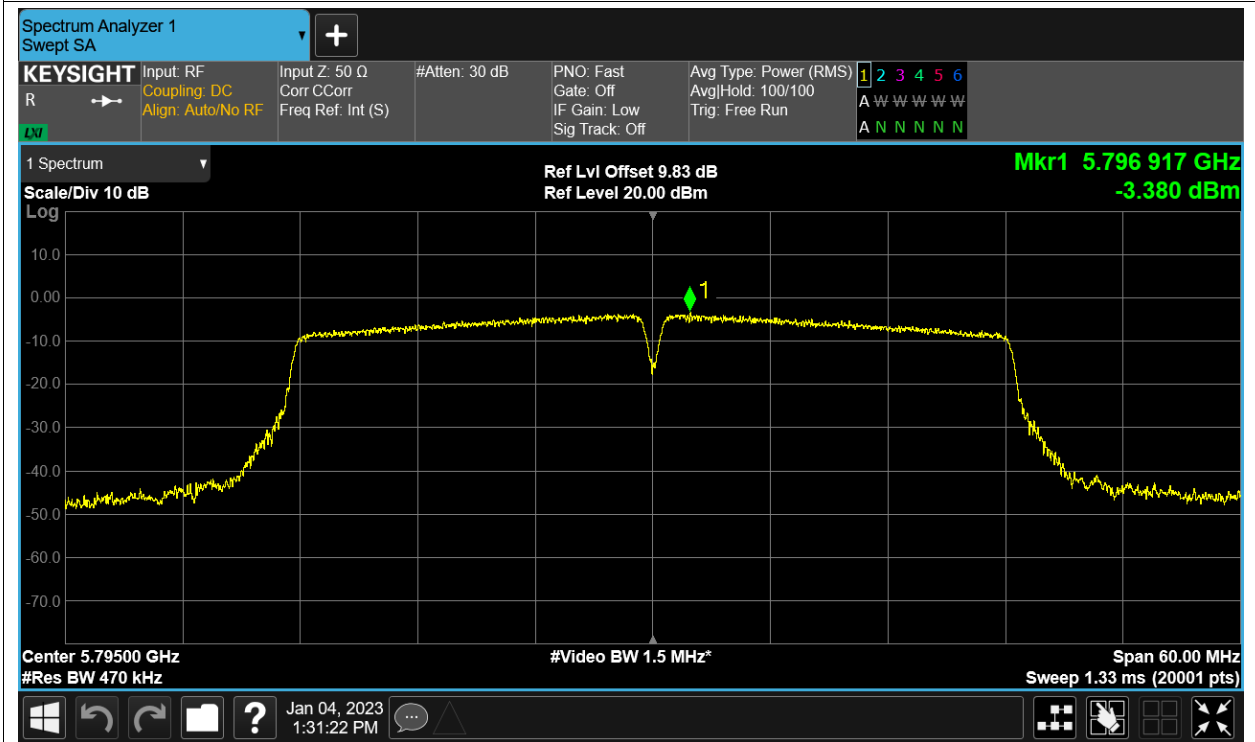 Spectrum Analyzer 1
Swept SA
+
KEYSIGHT
R
LXI
Input: RF
Coupling: DC
Align: Auto/No RF
Input Z: 50 Ω
Corr CCorr
Freq Ref: Int (S)
#Atten: 30 dB
PNO: Fast
Gate: Off
IF Gain: Low
Sig Track: Off
Avg Type: Power (RMS)
Avg|Hold: 100/100
Trig: Free Run
1 2 3 4 5 6
A W W W W W
A N N N N N
1 Spectrum
Scale/Div 10 dB
Ref Lvl Offset 9.83 dB
Ref Level 20.00 dBm
Mkr1 5.796 917 GHz
-3.380 dBm
Log
10.0
0.00
-10.0
-20.0
-30.0
-40.0
-50.0
-60.0
-70.0
1
Center 5.79500 GHz
#Res BW 470 kHz
#Video BW 1.5 MHz*
Span 60.00 MHz
Sweep 1.33 ms (20001 pts)
?
Jan 04, 2023
1:31:22 PM